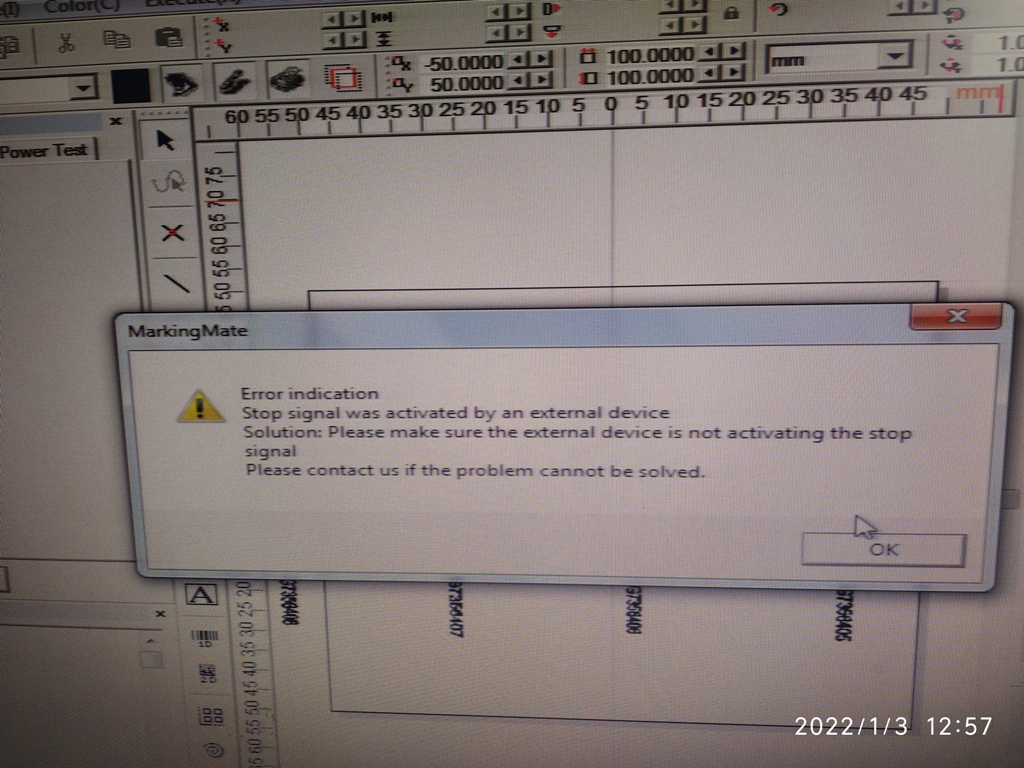 Color(C)
X
Y
X -50.0000
100.0000
mm
1.0
Y 50.0000
100.0000
1.0
60 55 50 45 40 35 30 25 20 15 10 5 0 5 10 15 20 25 30 35 40 45 mm
Power Test
75
70
65
60
55
50
MarkingMate
Error indication
Stop signal was activated by an external device
Solution: Please make sure the external device is not activating the stop
signal
Please contact us if the problem cannot be solved.
OK
A
1D
2D
20
25
30
35
40
45
50
55
60
65
2022/1/3 12:57